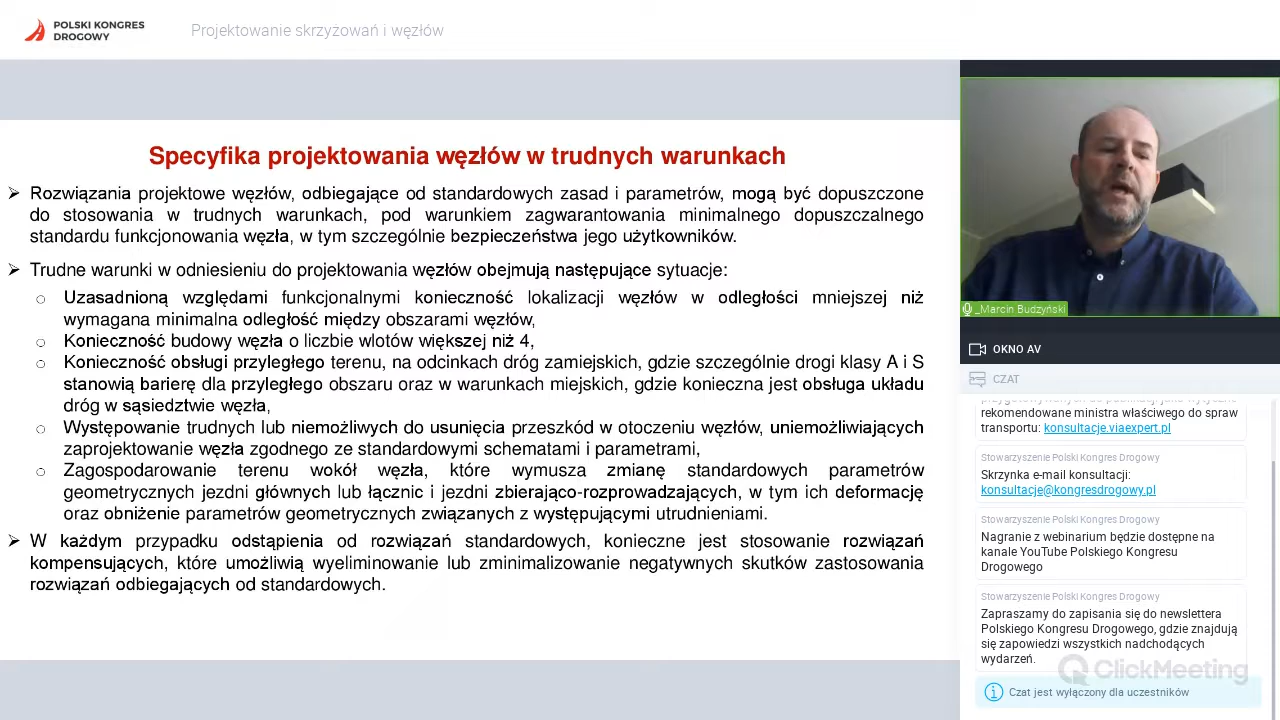 POLSKI KONGRES
DROGOWY
Projektowanie skrzyżowań i węzłów
Specyfika projektowania węzłów w trudnych warunkach
Rozwiązania projektowe węzłów, odbiegające od standardowych zasad i parametrów, mogą być dopuszczone
do stosowania w trudnych warunkach, pod warunkiem zagwarantowania minimalnego dopuszczalnego
standardu funkcjonowania węzła, w tym szczególnie bezpieczeństwa jego użytkowników.
Trudne warunki w odniesieniu do projektowania węzłów obejmują następujące sytuacje:
Uzasadnioną względami funkcjonalnymi konieczność lokalizacji węzłów w odległości mniejszej niż
wymagana minimalna odległość między obszarami węzłów,
Konieczność budowy węzła o liczbie wlotów większej niż 4,
Konieczność obsługi przyległego terenu, na odcinkach dróg zamiejskich, gdzie szczególnie drogi klasy A i S
stanowią barierę dla przyległego obszaru oraz w warunkach miejskich, gdzie konieczna jest obsługa układu
dróg w sąsiedztwie węzła,
Występowanie trudnych lub niemożliwych do usunięcia przeszkód w otoczeniu węzłów, uniemożliwiających
zaprojektowanie węzła zgodnego ze standardowymi schematami i parametrami,
Zagospodarowanie terenu wokół węzła, które wymusza zmianę standardowych parametrów
geometrycznych jezdni głównych lub łącznic i jezdni zbierająco-rozprowadzających, w tym ich deformację
oraz obniżenie parametrów geometrycznych związanych z występującymi utrudnieniami.
W każdym przypadku odstąpienia od rozwiązań standardowych, konieczne jest stosowanie rozwiązań
kompensujących, które umożliwią wyeliminowanie lub zminimalizowanie negatywnych skutków zastosowania
rozwiązań odbiegających od standardowych.
_Marcin Budzyński
OKNO AV
CZAT
rekomendowane ministra właściwego do spraw
transportu: konsultacje.viaexpert.pl
Stowarzyszenie Polski Kongres Drogowy
Skrzynka e-mail konsultacji:
konsultacje@kongresdrogowy.pl
Stowarzyszenie Polski Kongres Drogowy
Nagranie z webinarium będzie dostępne na
kanale YouTube Polskiego Kongresu
Drogowego
Stowarzyszenie Polski Kongres Drogowy
Zapraszamy do zapisania się do newslettera
Polskiego Kongresu Drogowego, gdzie znajdują
się zapowiedzi wszystkich nadchodzących
wydarzeń.
ClickMeeting
Czat jest wyłączony dla uczestników